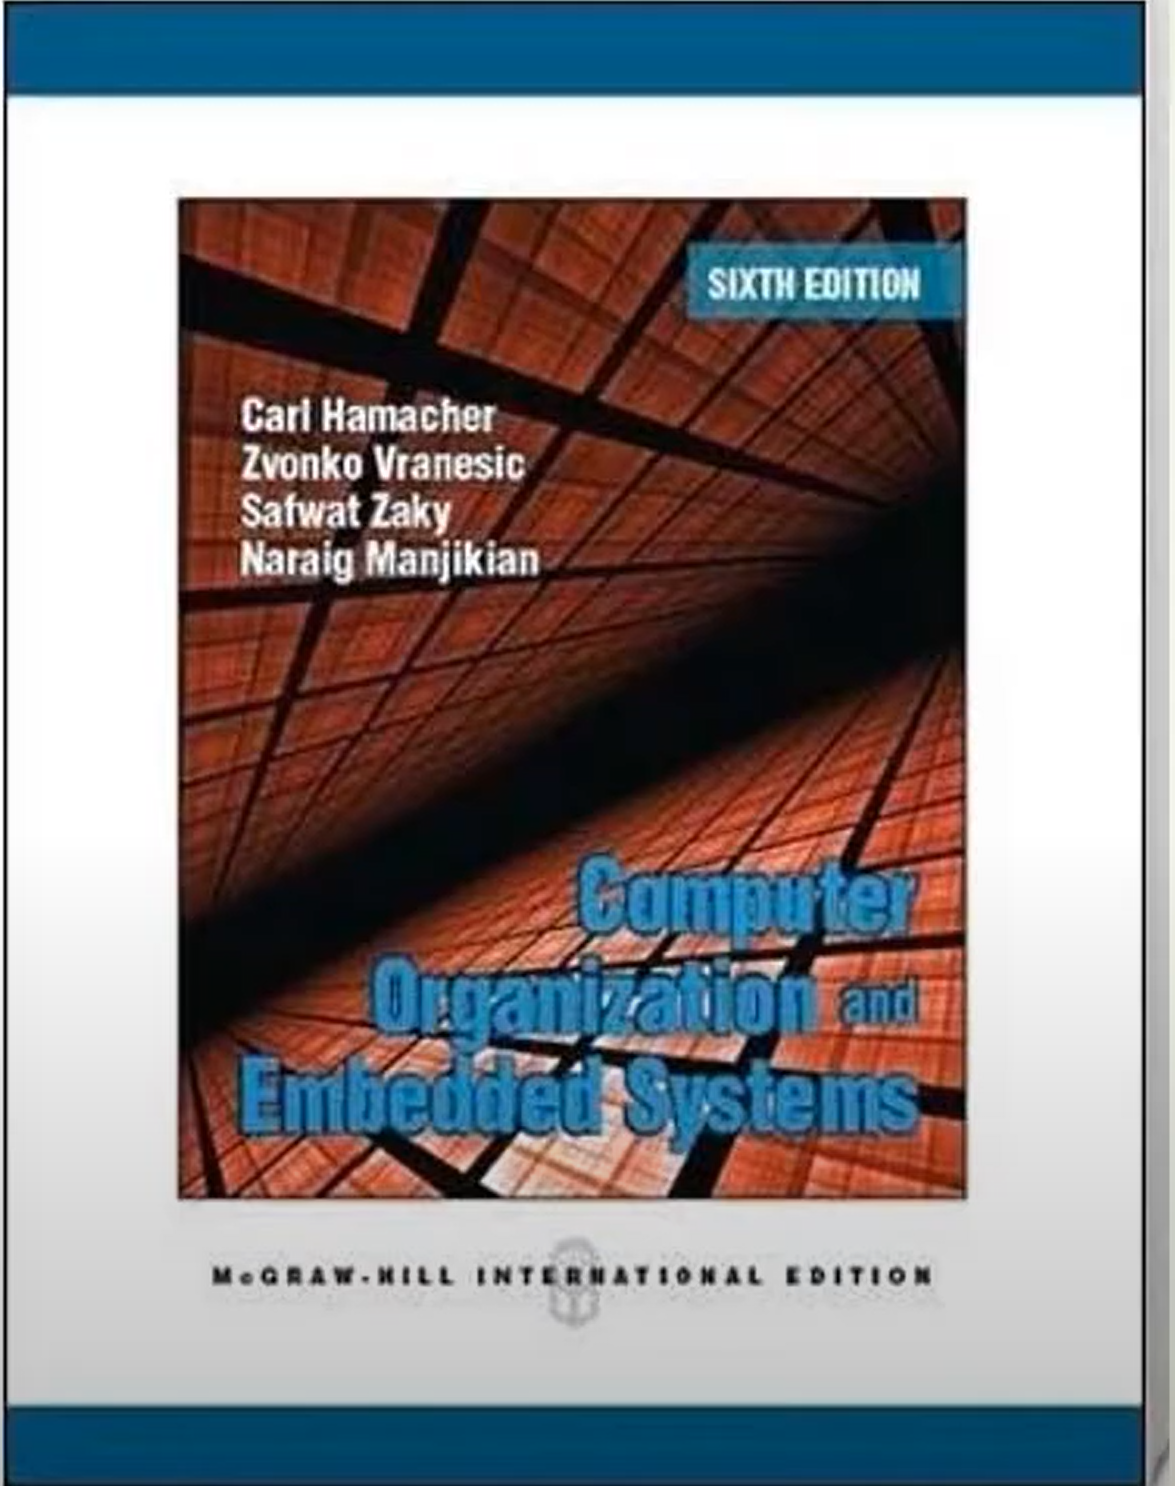 SIXTH EDITION
Carl Hamacher
Zvonko Vranesic
Safwat Zaky
Naraig Manjikian
Computer
Organization and
Embedded Systems
McGRAW-HILL INTERNATIONAL EDITION